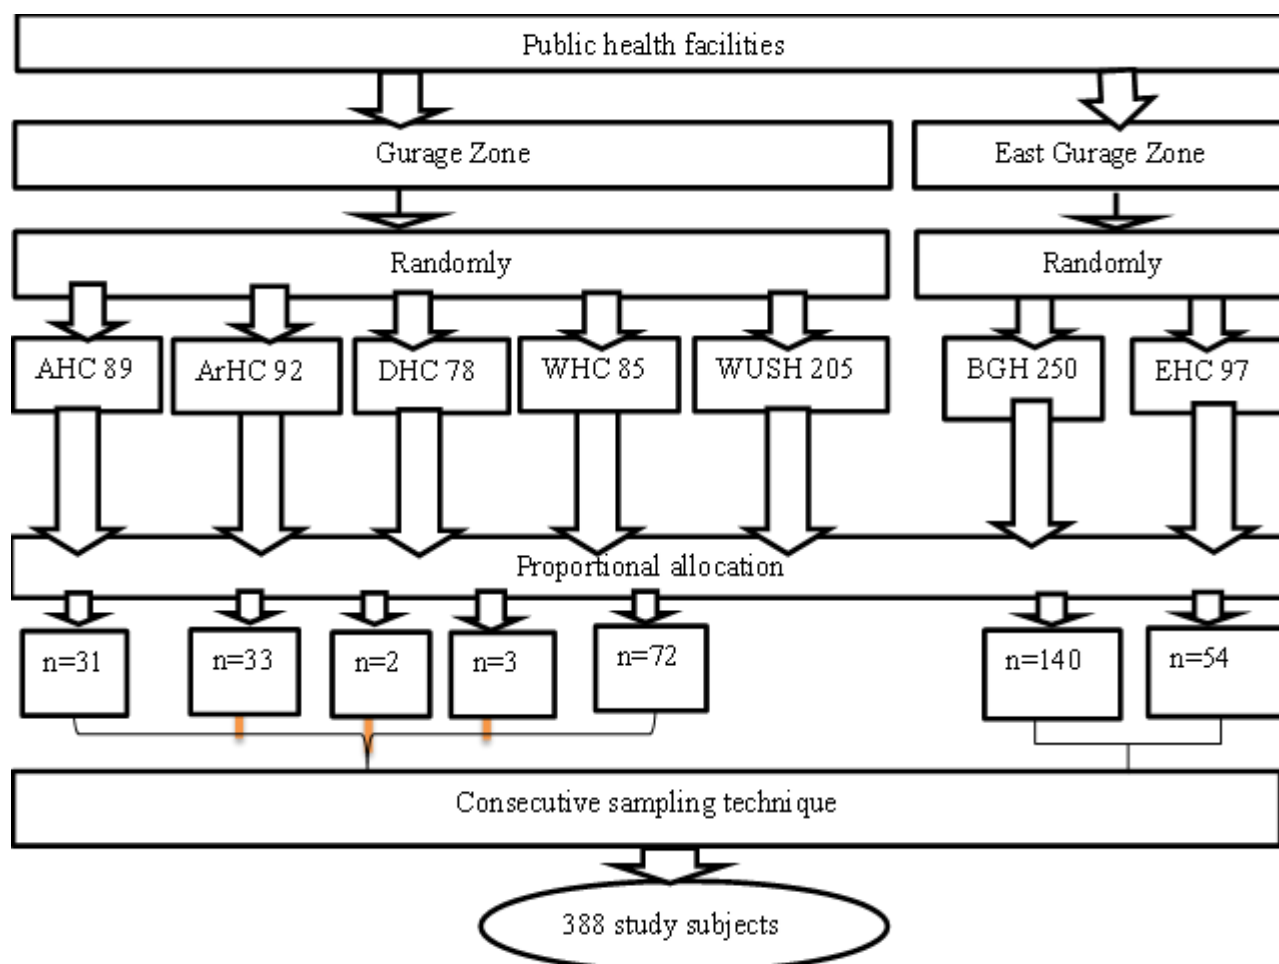 Public health facilities
Gurage Zone
East Gurage Zone
Randomly
Randomly
AHC 89
ArHC 92
DHC 78
WHC 85
WUSH 205
BGH 250
EHC 97
Proportional allocation
n=31
n=33
n=2
n=3
n=72
n=140
n=54
Consecutive sampling technique
388 study subjects